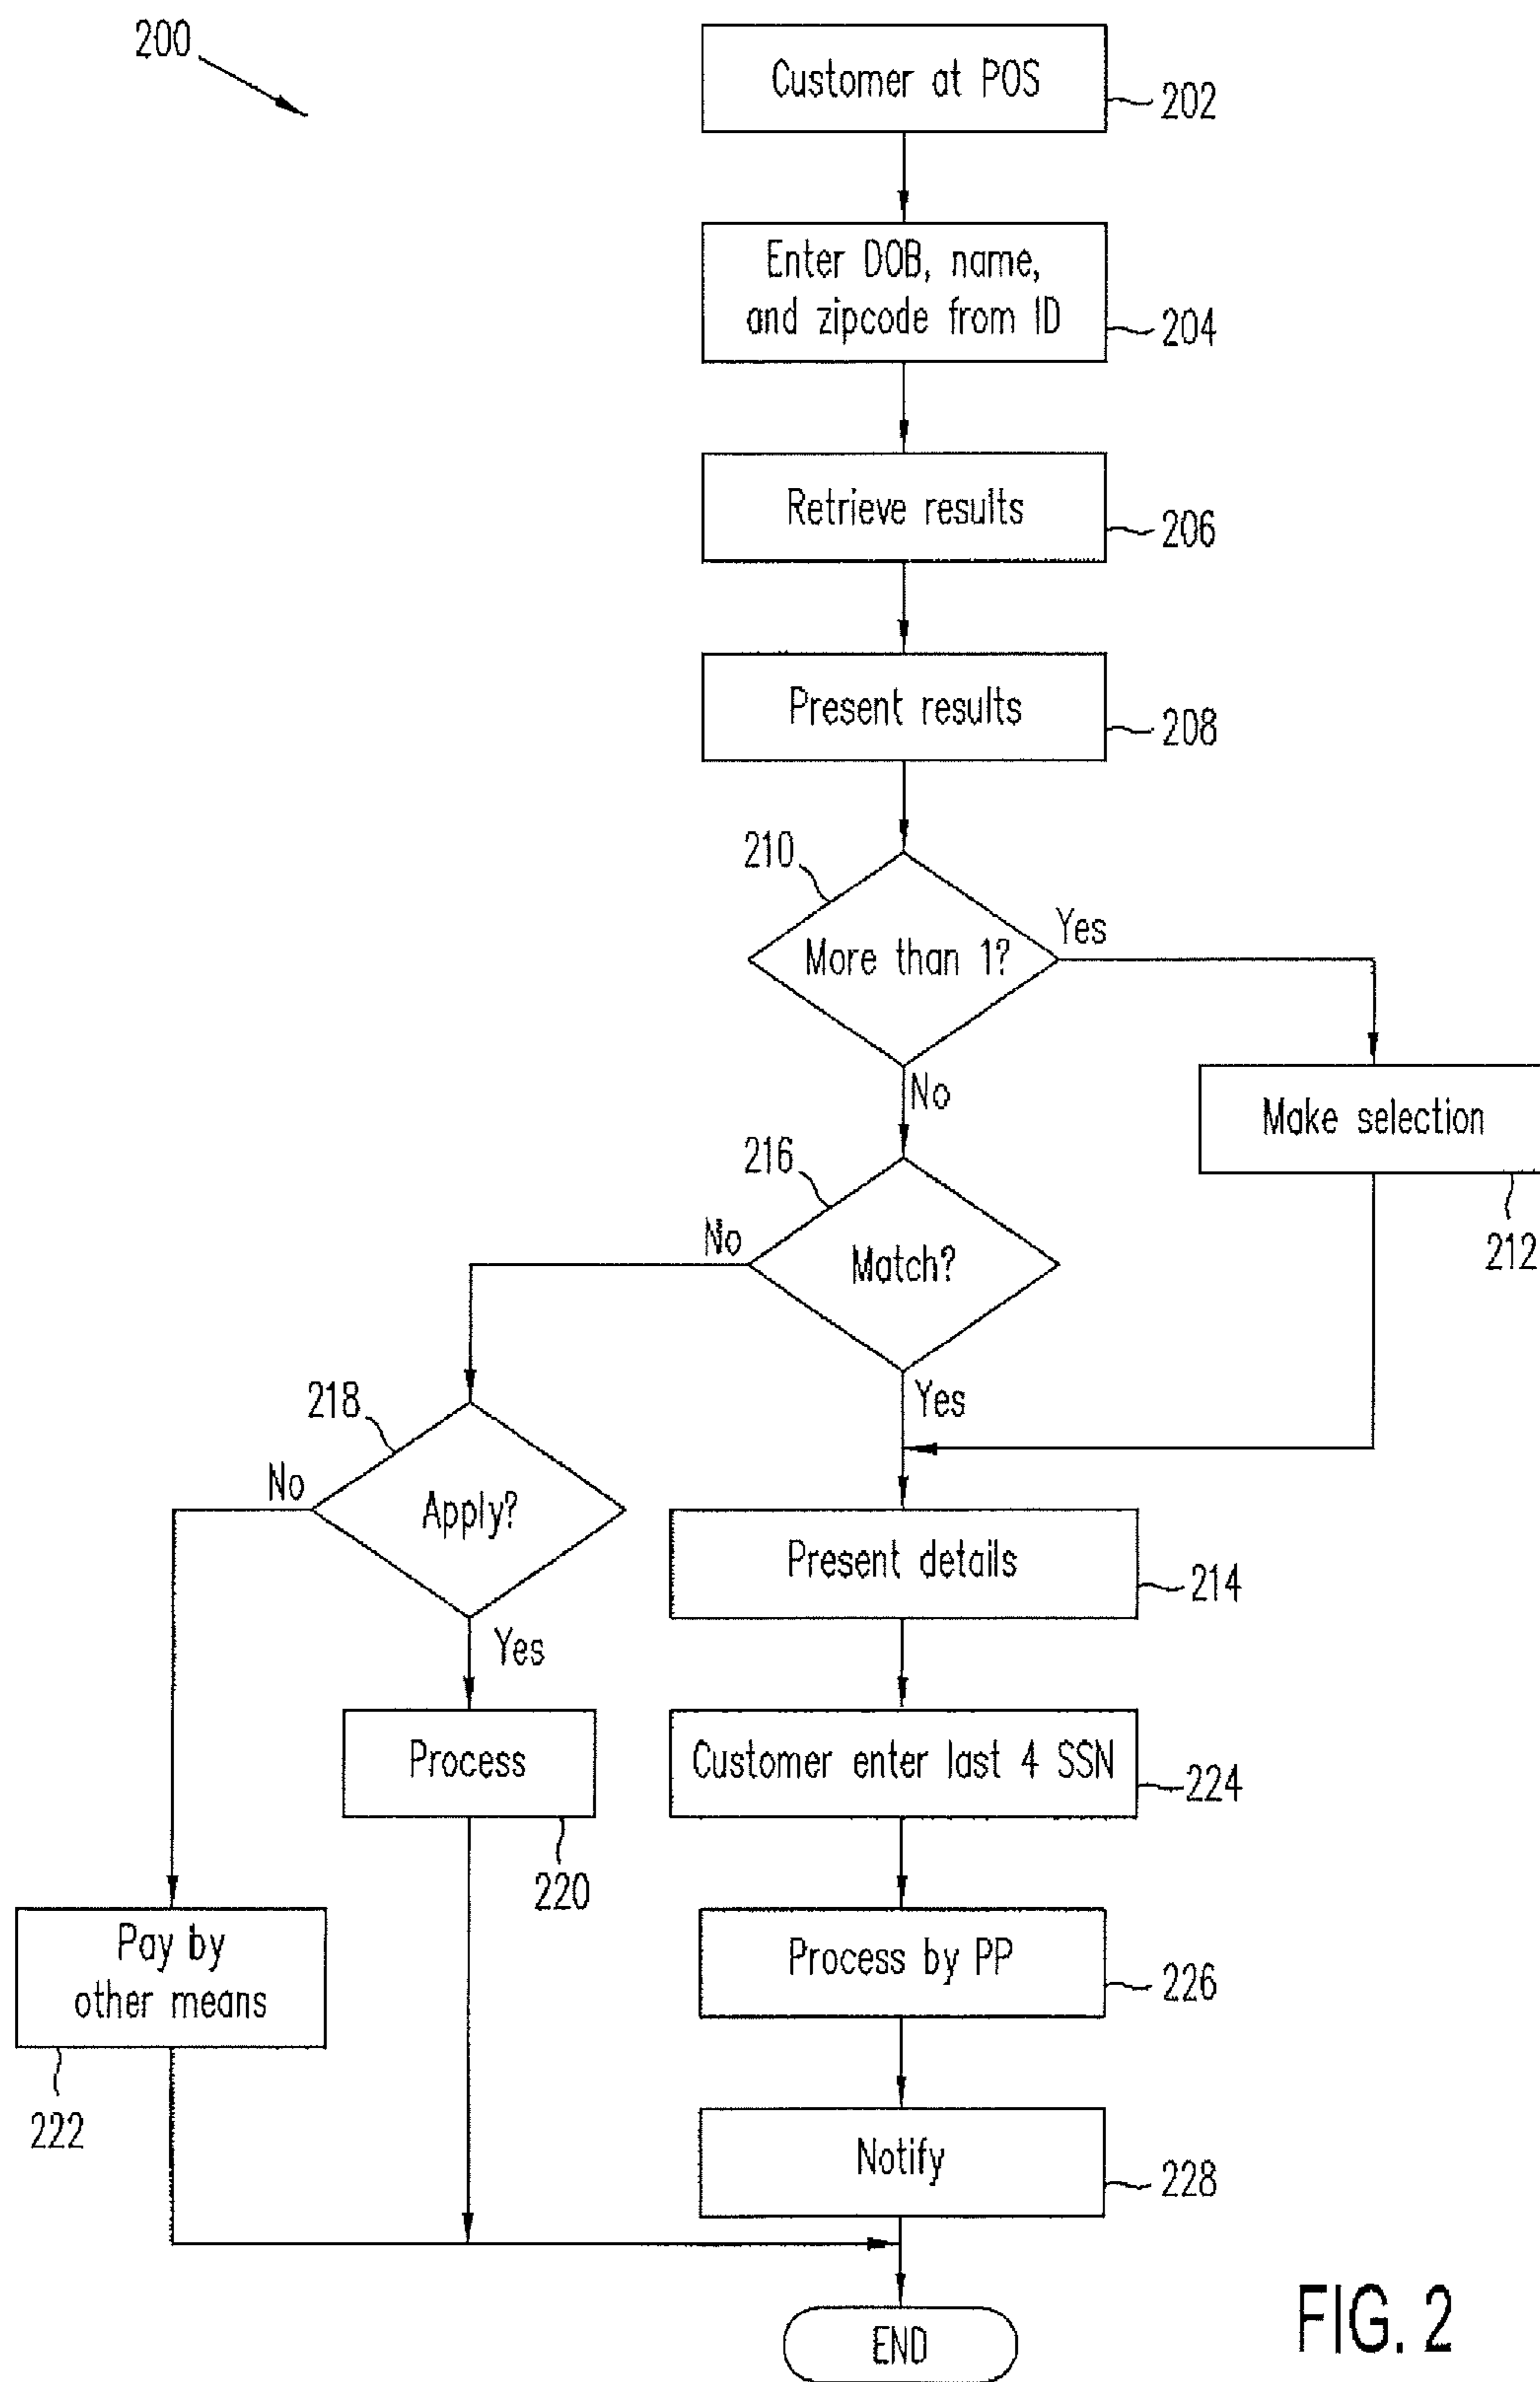 200
Customer at POS
202
Enter DOB, name,
and zipcode from ID
204
Retrieve results
206
Present results
208
210
More than 1?
Yes
No
Make selection
212
216
Match?
No
Yes
218
Apply?
No
Yes
Present details
214
Process
220
Customer enter last 4 SSN
224
Pay by
other means
222
Process by PP
226
Notify
228
END
FIG. 2